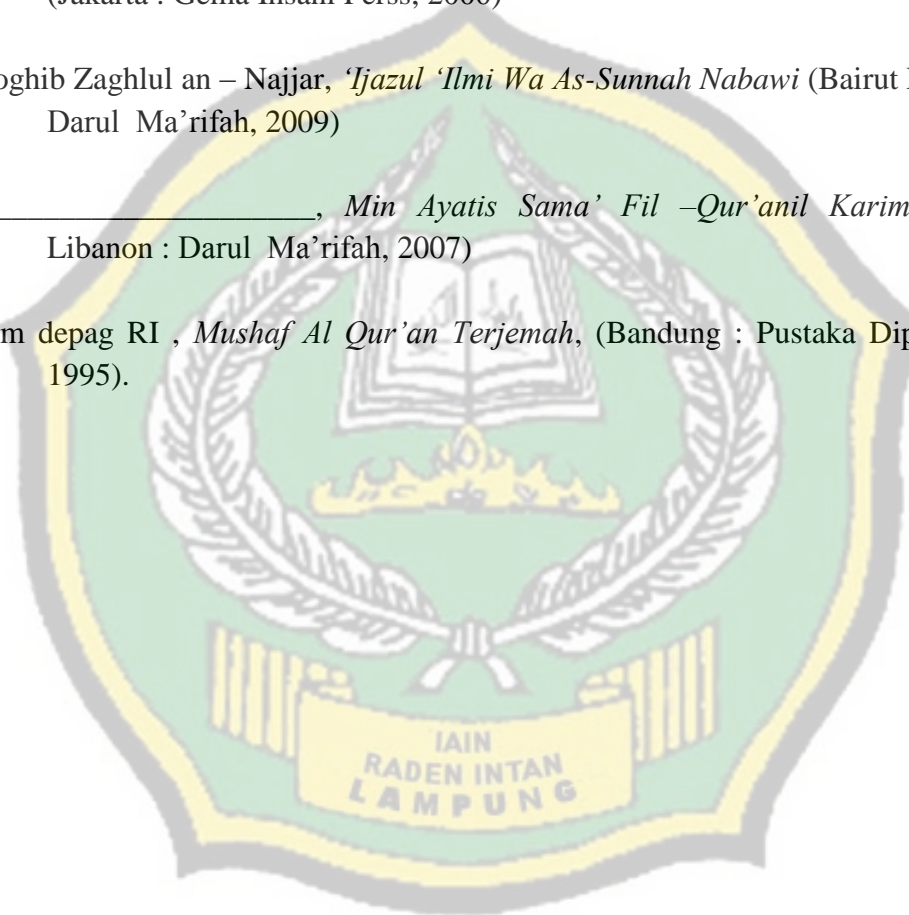 (Jakarta : Gema Insani Perss, 2006)
oghib Zaghlul an – Najjar, ‘Ijazul ‘Ilmi Wa As-Sunnah Nabawi (Bairut
Darul Ma’rifah, 2009)
____________________, Min Ayatis Sama’ Fil –Qur’anil Karim
Libanon : Darul Ma’rifah, 2007)
m depag RI , Mushaf Al Qur’an Terjemah, (Bandung : Pustaka Dip
1995).
IAIN
RADEN INTAN
LAMPUNG